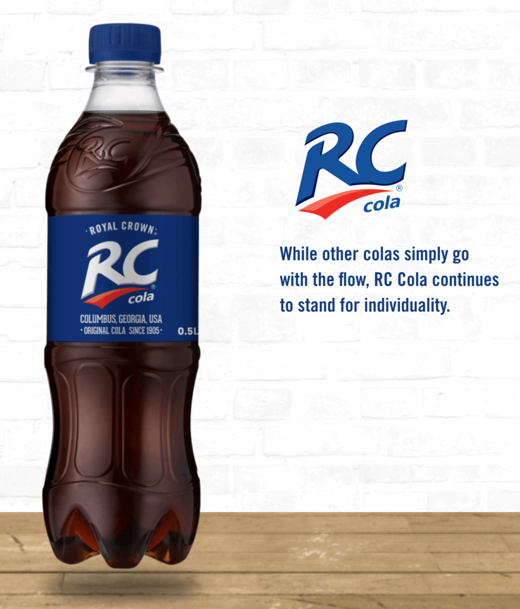 RC
·ROYAL CROWN®
RC®
cola
COLUMBUS, GEORGIA, USA
· ORIGINAL COLA SINCE 1905 ·
0.5L
RC®
cola
While other colas simply go
with the flow, RC Cola continues
to stand for individuality.